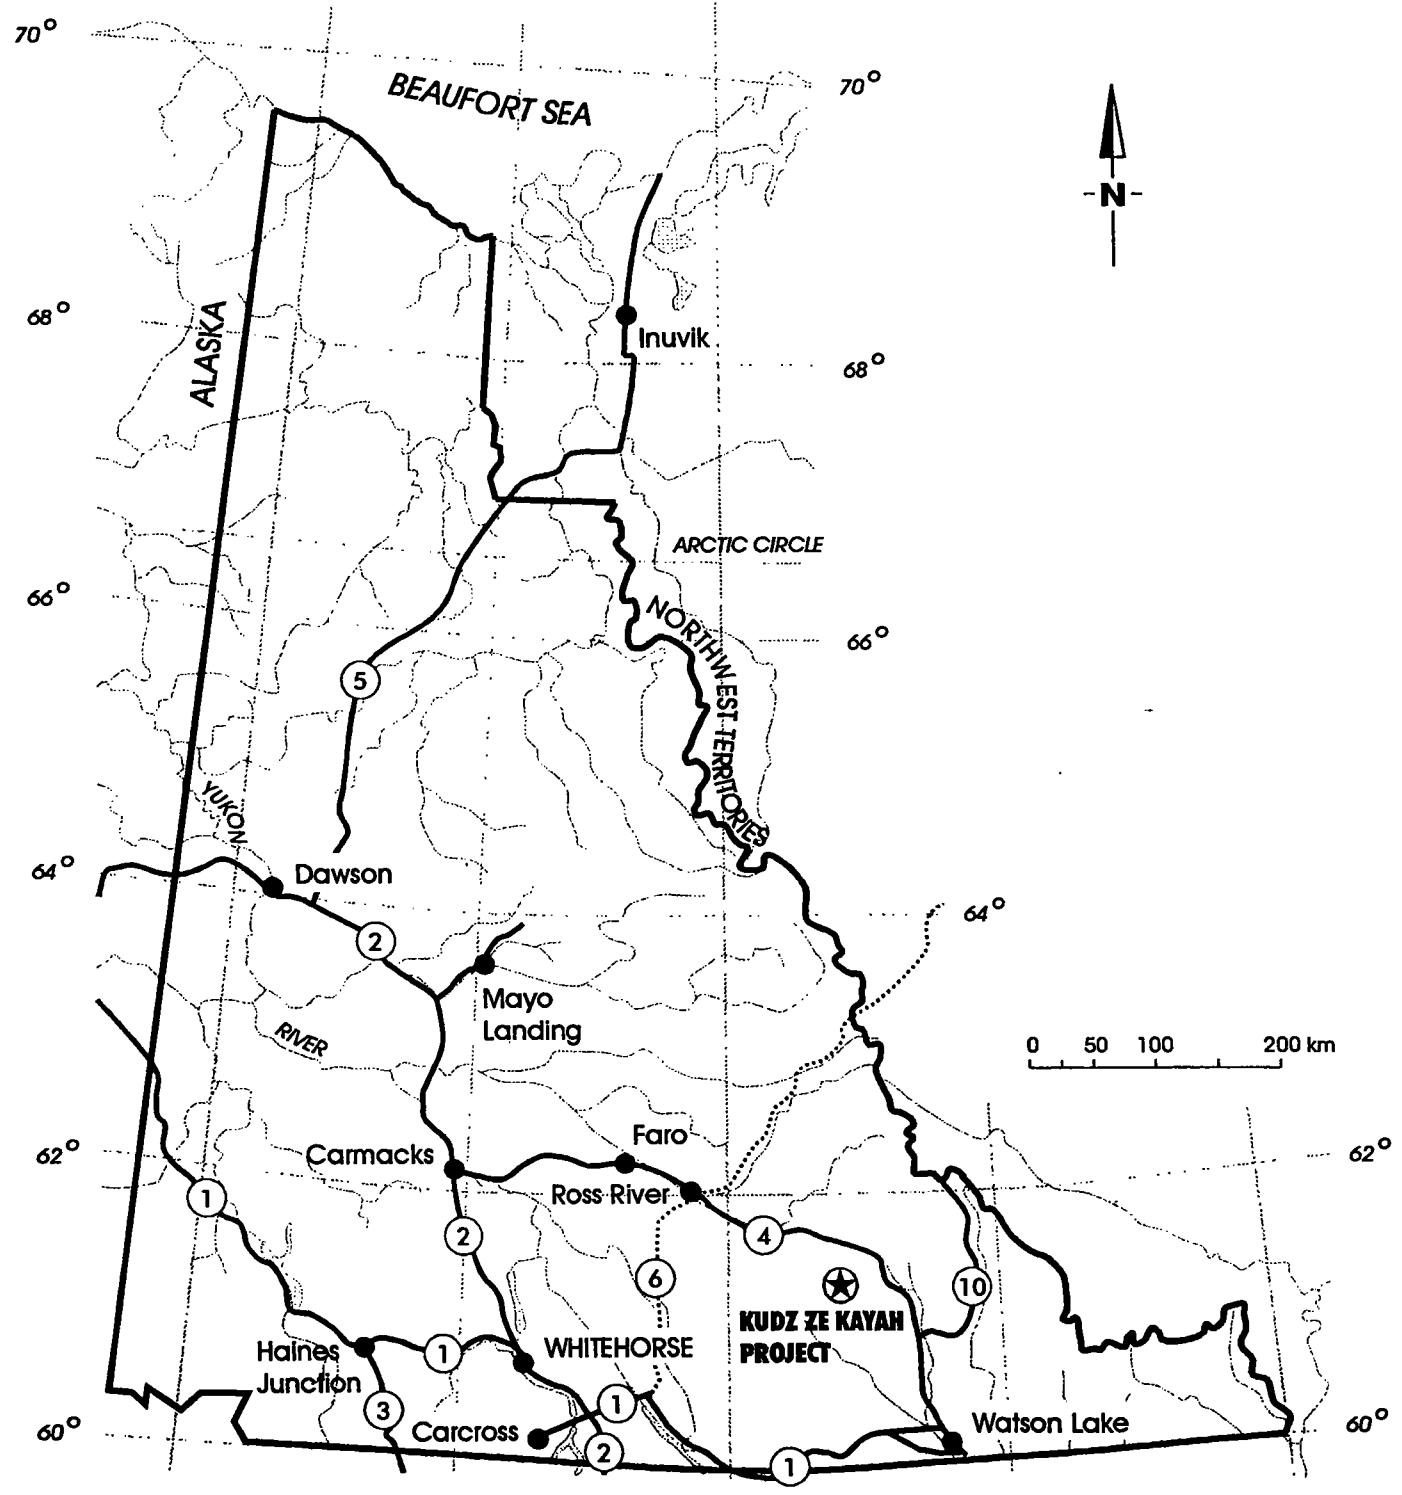 70°
BEAUFORT SEA
70°
N
68°
ALASKA
Inuvik
68°
ARCTIC CIRCLE
66°
NORTHWEST TERRITORIES
66°
5
YUKON
64°
Dawson
64°
2
Mayo
Landing
RIVER
0 50 100 200 km
Faro
62°
Carmacks
62°
Ross River
1
2
4
6
10
KUDZ ZE KAYAH
PROJECT
WHITEHORSE
Haines
Junction
1
3
1
Carcross
Watson Lake
60°
60°
2
1